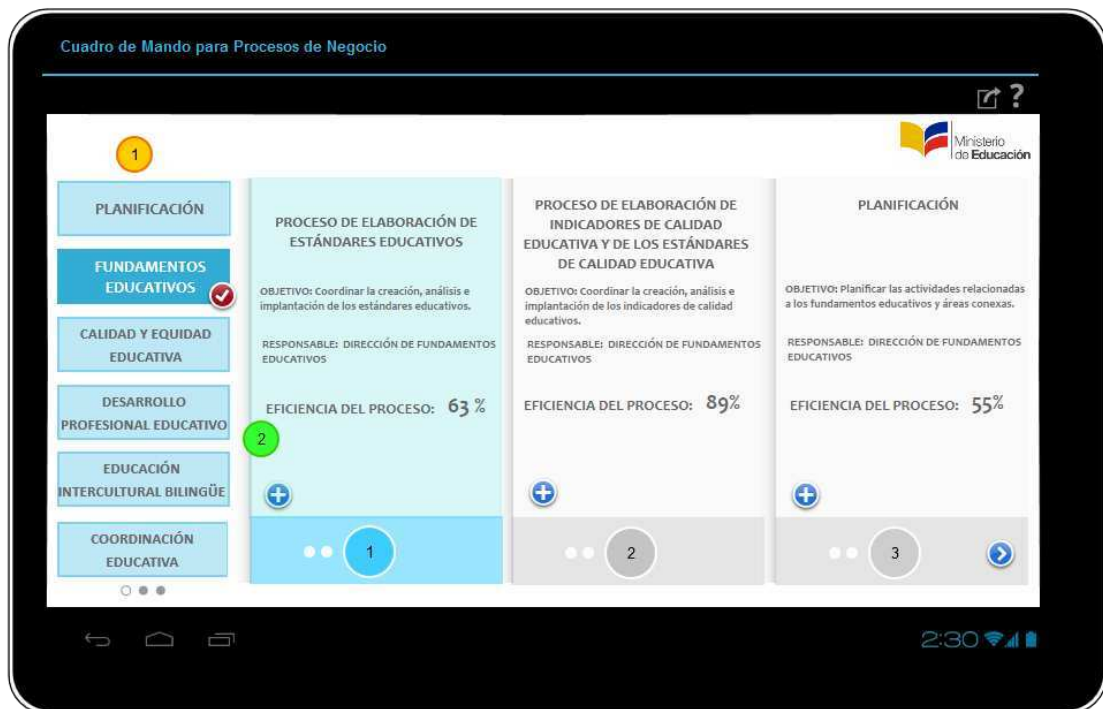 Cuadro de Mando para Procesos de Negocio
?
Ministerio
de Educación
1
PLANIFICACIÓN
FUNDAMENTOS
EDUCATIVOS
CALIDAD Y EQUIDAD
EDUCATIVA
DESARROLLO
PROFESIONAL EDUCATIVO
EDUCACIÓN
INTERCULTURAL BILINGÜE
COORDINACIÓN
EDUCATIVA
PROCESO DE ELABORACIÓN DE
ESTÁNDARES EDUCATIVOS
OBJETIVO: Coordinar la creación, análisis e
implantación de los estándares educativos.
RESPONSABLE: DIRECCIÓN DE FUNDAMENTOS
EDUCATIVOS
EFICIENCIA DEL PROCESO: 63 %
2
1
PROCESO DE ELABORACIÓN DE
INDICADORES DE CALIDAD
EDUCATIVA Y DE LOS ESTÁNDARES
DE CALIDAD EDUCATIVA
OBJETIVO: Coordinar la creación, análisis e
implantación de los indicadores de calidad
educativos.
RESPONSABLE: DIRECCIÓN DE FUNDAMENTOS
EDUCATIVOS
EFICIENCIA DEL PROCESO: 89%
2
PLANIFICACIÓN
OBJETIVO: Planificar las actividades relacionadas
a los fundamentos educativos y áreas conexas.
RESPONSABLE: DIRECCIÓN DE FUNDAMENTOS
EDUCATIVOS
EFICIENCIA DEL PROCESO: 55%
3
2:30